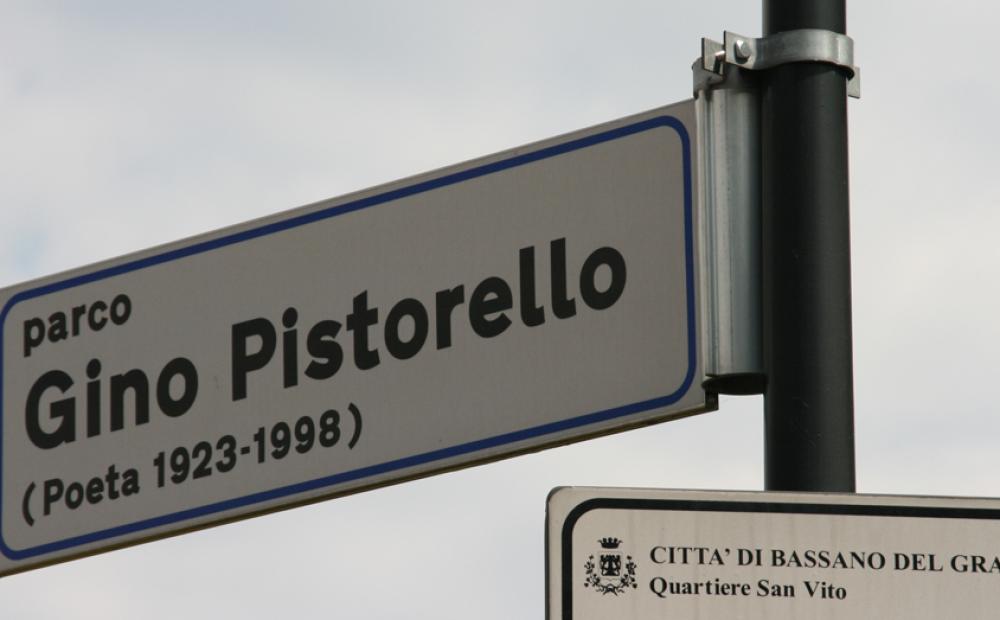 parco
Gino Pistorello
(Poeta 1923-1998)
CITTA' DI BASSANO DEL GRA
Quartiere San Vito